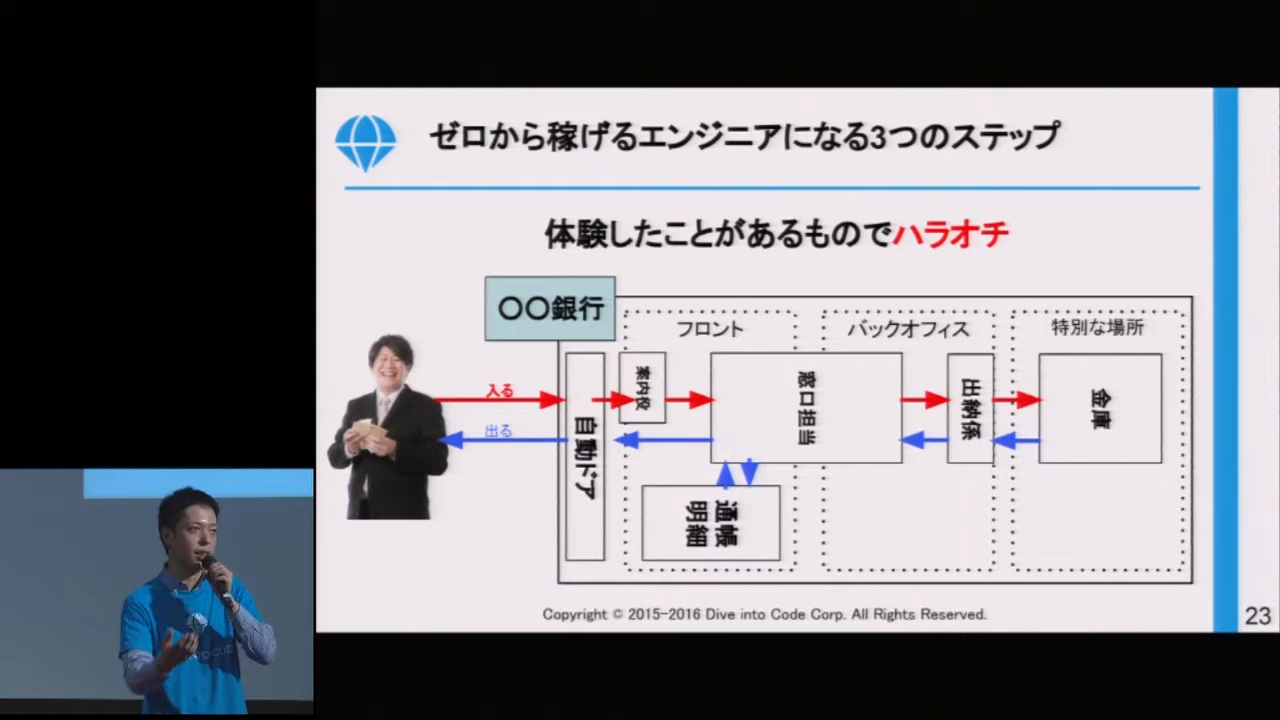 ゼロから稼げるエンジニアになる3つのステップ
体験したことがあるものでハラオチ
〇〇銀行
フロント
バックオフィス
特別な場所
入る
出る
自動ドア
案内役
窓口担当
出納係
金庫
通帳
明細
Copyright © 2015-2016 Dive into Code Corp. All Rights Reserved.
23